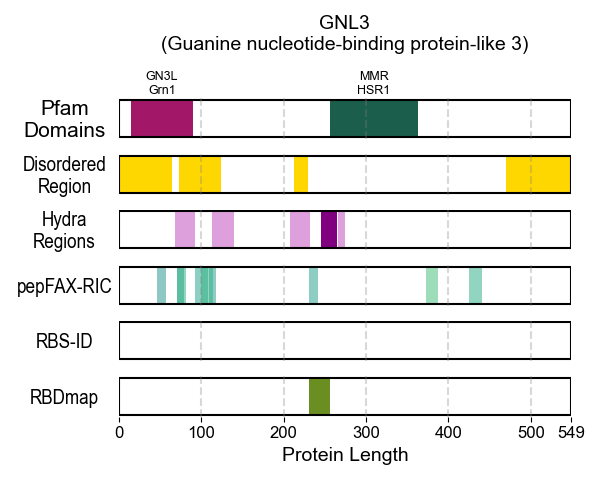 GNL3
(Guanine nucleotide-binding protein-like 3)
GN3L
Grn1
MMR
HSR1
Pfam
Domains
Disordered
Region
Hydra
Regions
pepFAX-RIC
RBS-ID
RBDmap
0 100 200 300 400 500 549
Protein Length